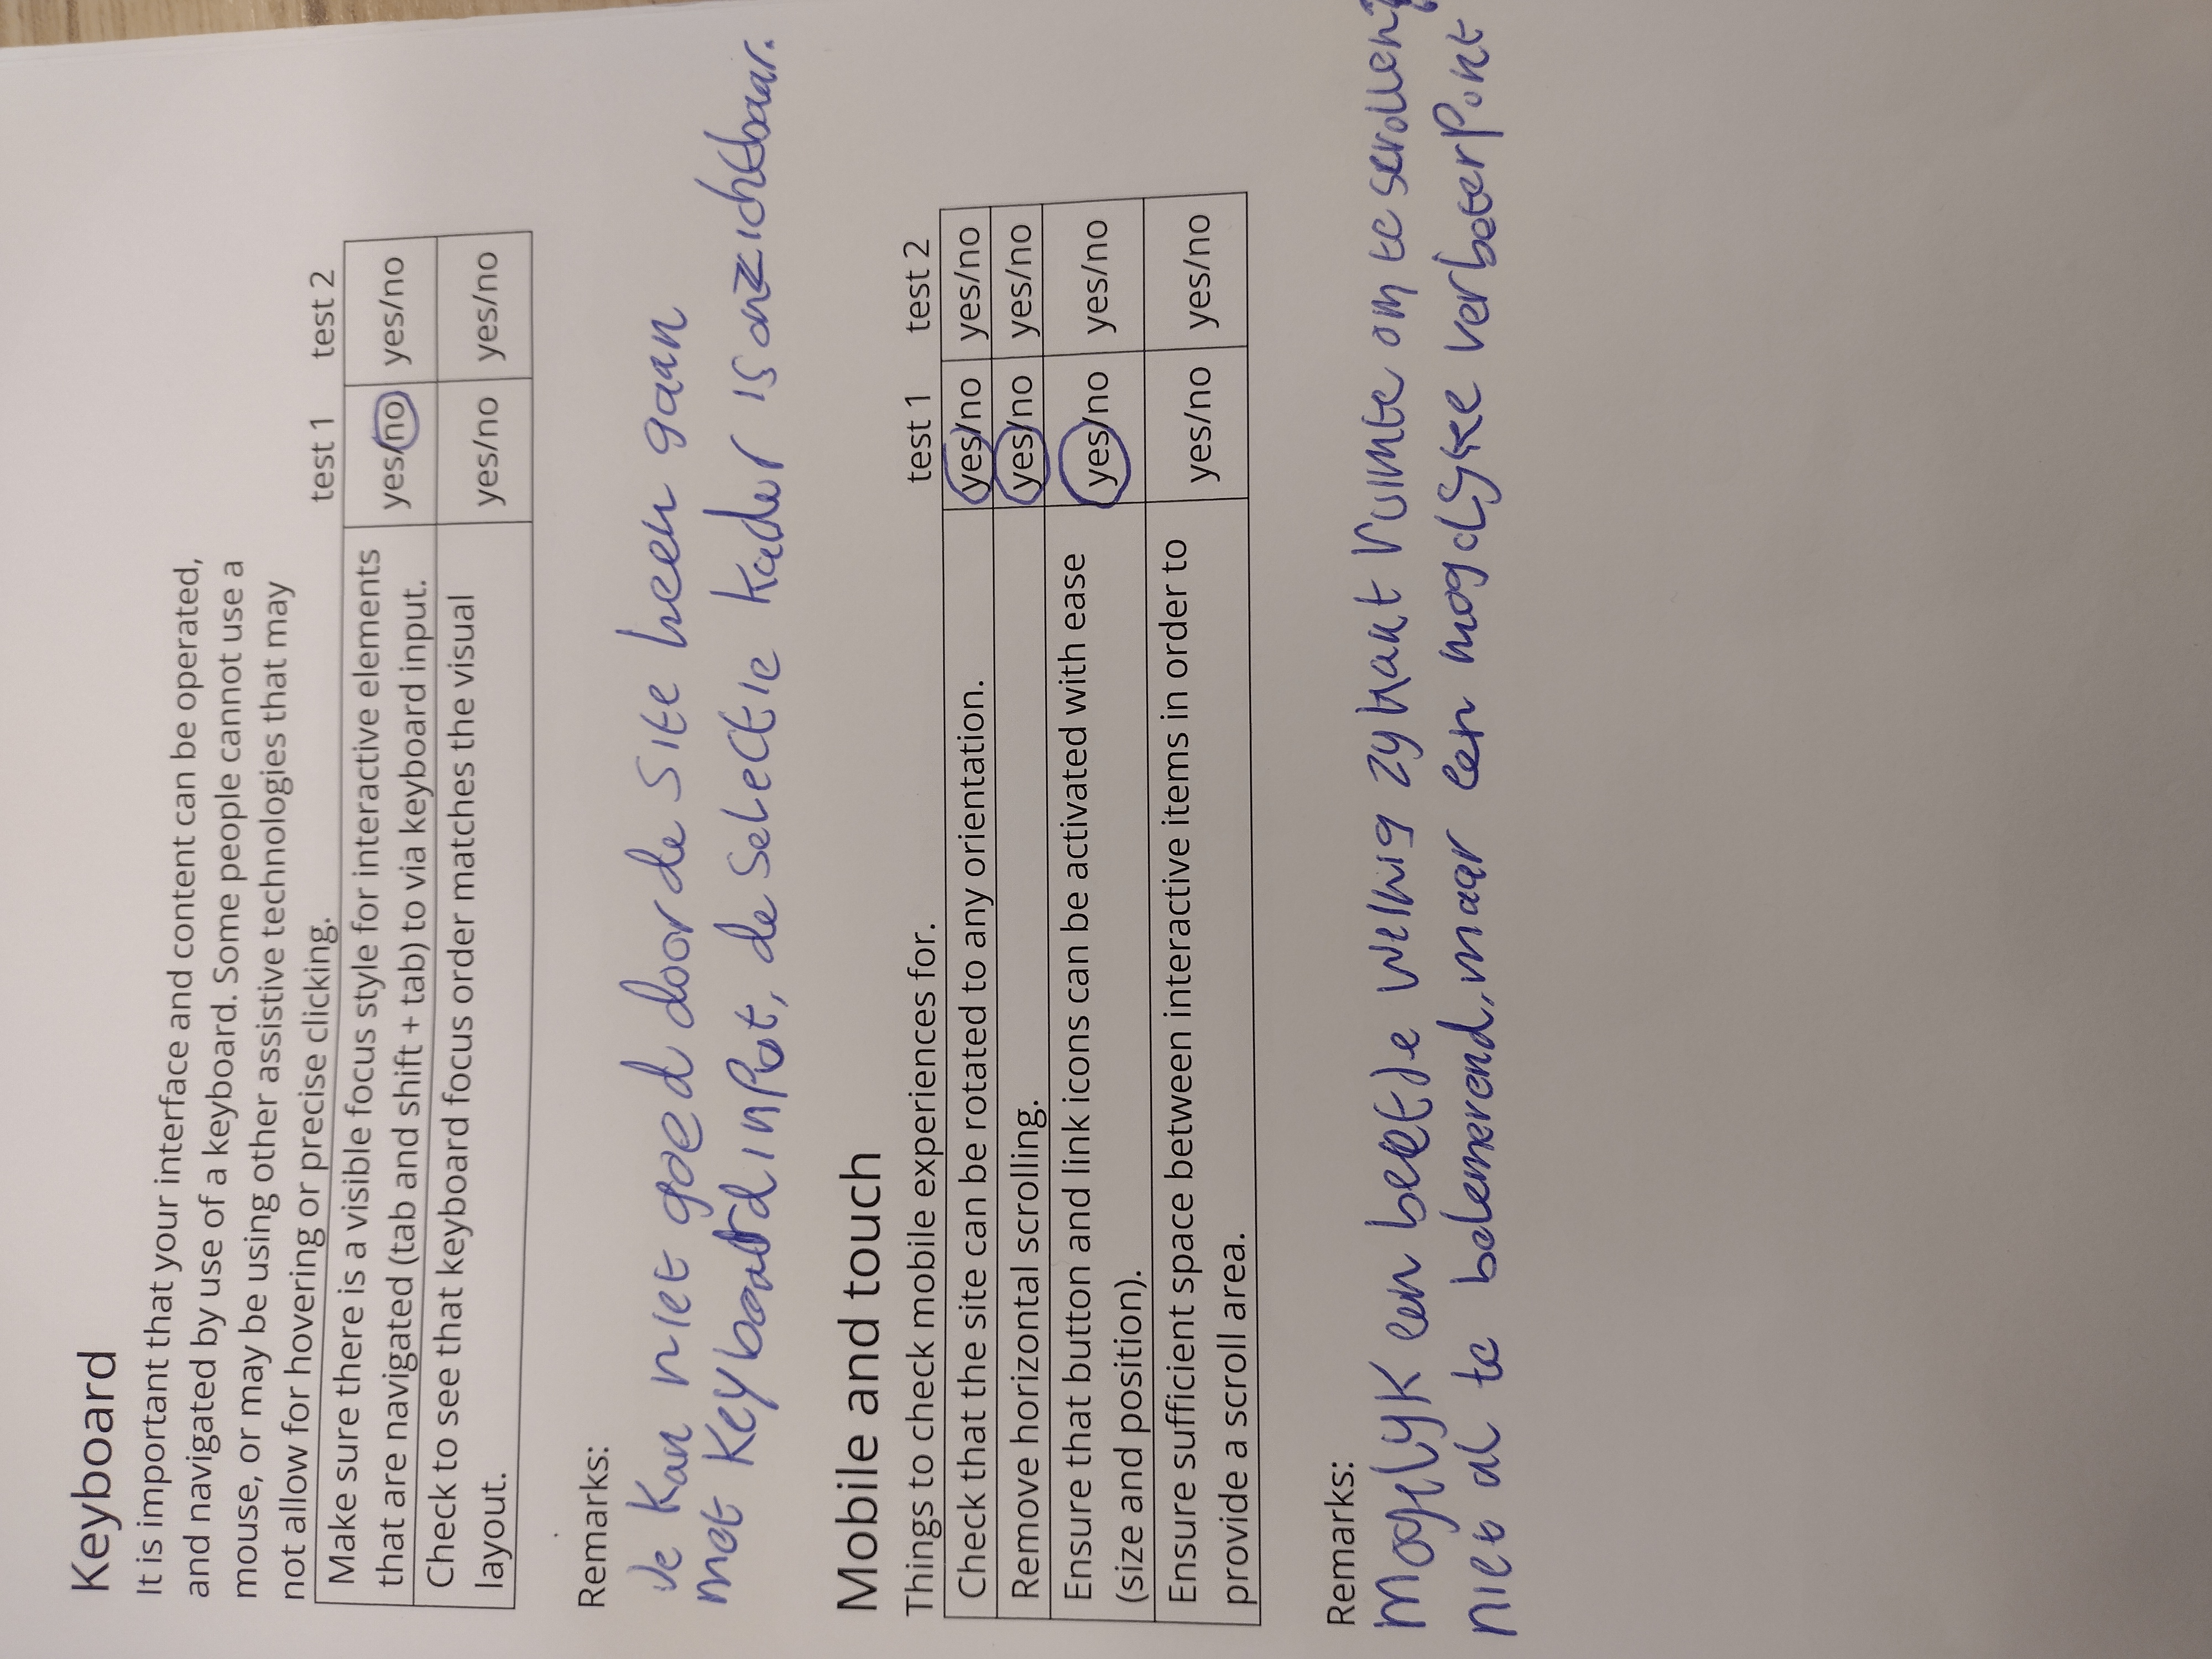 Keyboard
It is important that your interface and content can be operated,
and navigated by use of a keyboard. Some people cannot use a
mouse, or may be using other assistive technologies that may
not allow for hovering or precise clicking.
test 1 test 2
Make sure there is a visible focus style for interactive elements
that are navigated (tab and shift + tab) to via keyboard input.
yes/no yes/no
Check to see that keyboard focus order matches the visual
layout.
yes/no yes/no
Remarks:
Je kan niet goed door de site heen gaan
met keyboard input, de selectie kader is onzichtbaar.
Mobile and touch
Things to check mobile experiences for.
test 1 test 2
Check that the site can be rotated to any orientation. yes/no yes/no
Remove horizontal scrolling. yes/no yes/no
Ensure that button and link icons can be activated with ease
(size and position).
yes/no yes/no
Ensure sufficient space between interactive items in order to
provide a scroll area.
yes/no yes/no
Remarks:
Mogelyk een beetje weinig zykant ruimte om te scrollen?
niet al te belemerend, maar een mogelyke verbeterpunt